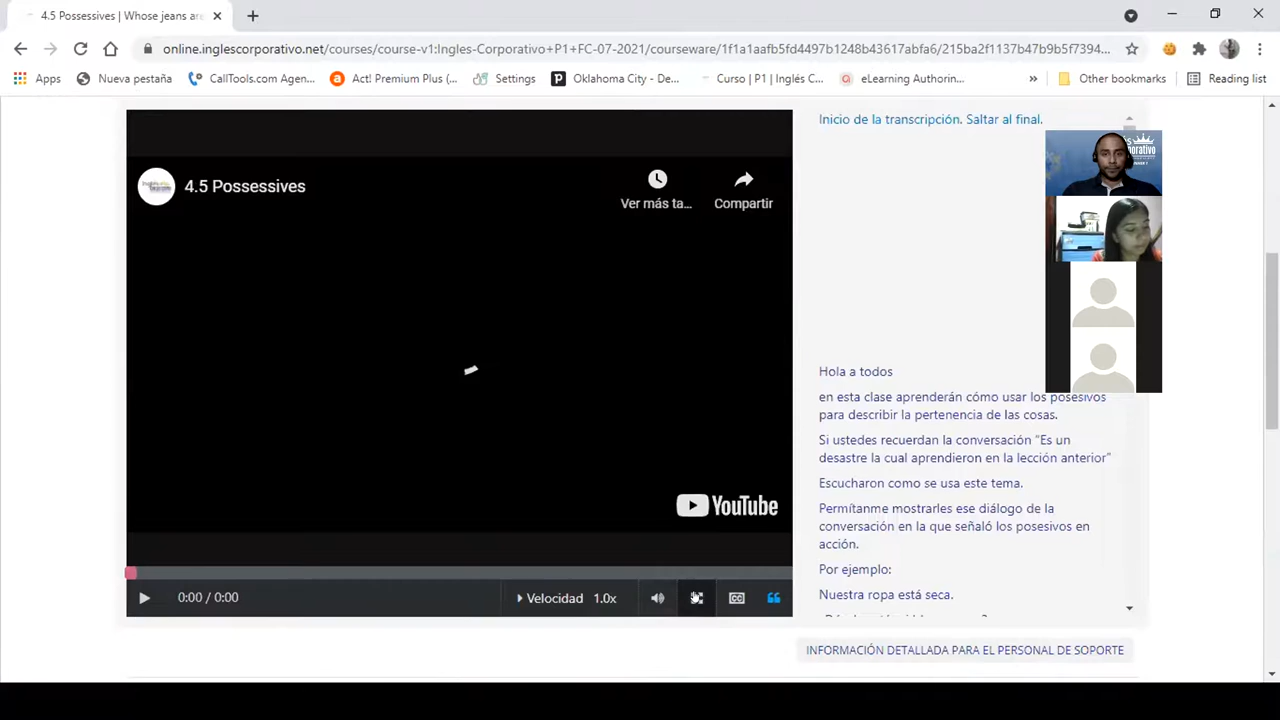 4.5 Possessives | Whose jeans are
online.inglescorporativo.net/courses/course-v1:Ingles-Corporativo+P1+FC-07-2021/courseware/1f1a1aafb5fd4497b1248b43617abfa6/215ba2f1137b47b9b5f7394...
Apps Nueva pestaña CallTools.com Agen... Act! Premium Plus (... Settings Oklahoma City - De... Curso | P1 | Inglés C... eLearning Authorin... » Other bookmarks Reading list
Inicio de la transcripción. Saltar al final.
4.5 Possessives
Ver más ta... Compartir
YouTube
0:00 / 0:00 Velocidad 1.0x CC
Hola a todos
en esta clase aprenderán cómo usar los posesivos
para describir la pertenencia de las cosas.
Si ustedes recuerdan la conversación “Es un
desastre la cual aprendieron en la lección anterior”
Escucharon como se usa este tema.
Permítanme mostrarles ese diálogo de la
conversación en la que señaló los posesivos en
acción.
Por ejemplo:
Nuestra ropa está seca.
INFORMACIÓN DETALLADA PARA EL PERSONAL DE SOPORTE